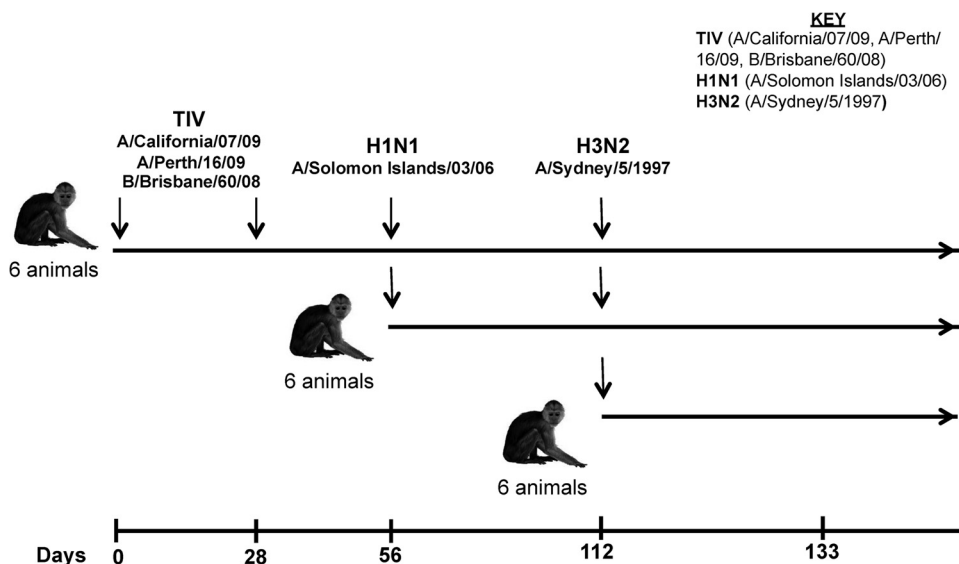 KEY
TIV (A/California/07/09, A/Perth/
16/09, B/Brisbane/60/08)
H1N1 (A/Solomon Islands/03/06)
H3N2 (A/Sydney/5/1997)
TIV
A/California/07/09
A/Perth/16/09
B/Brisbane/60/08
H1N1
A/Solomon Islands/03/06
H3N2
A/Sydney/5/1997
6 animals
6 animals
6 animals
Days 0 28 56 112 133